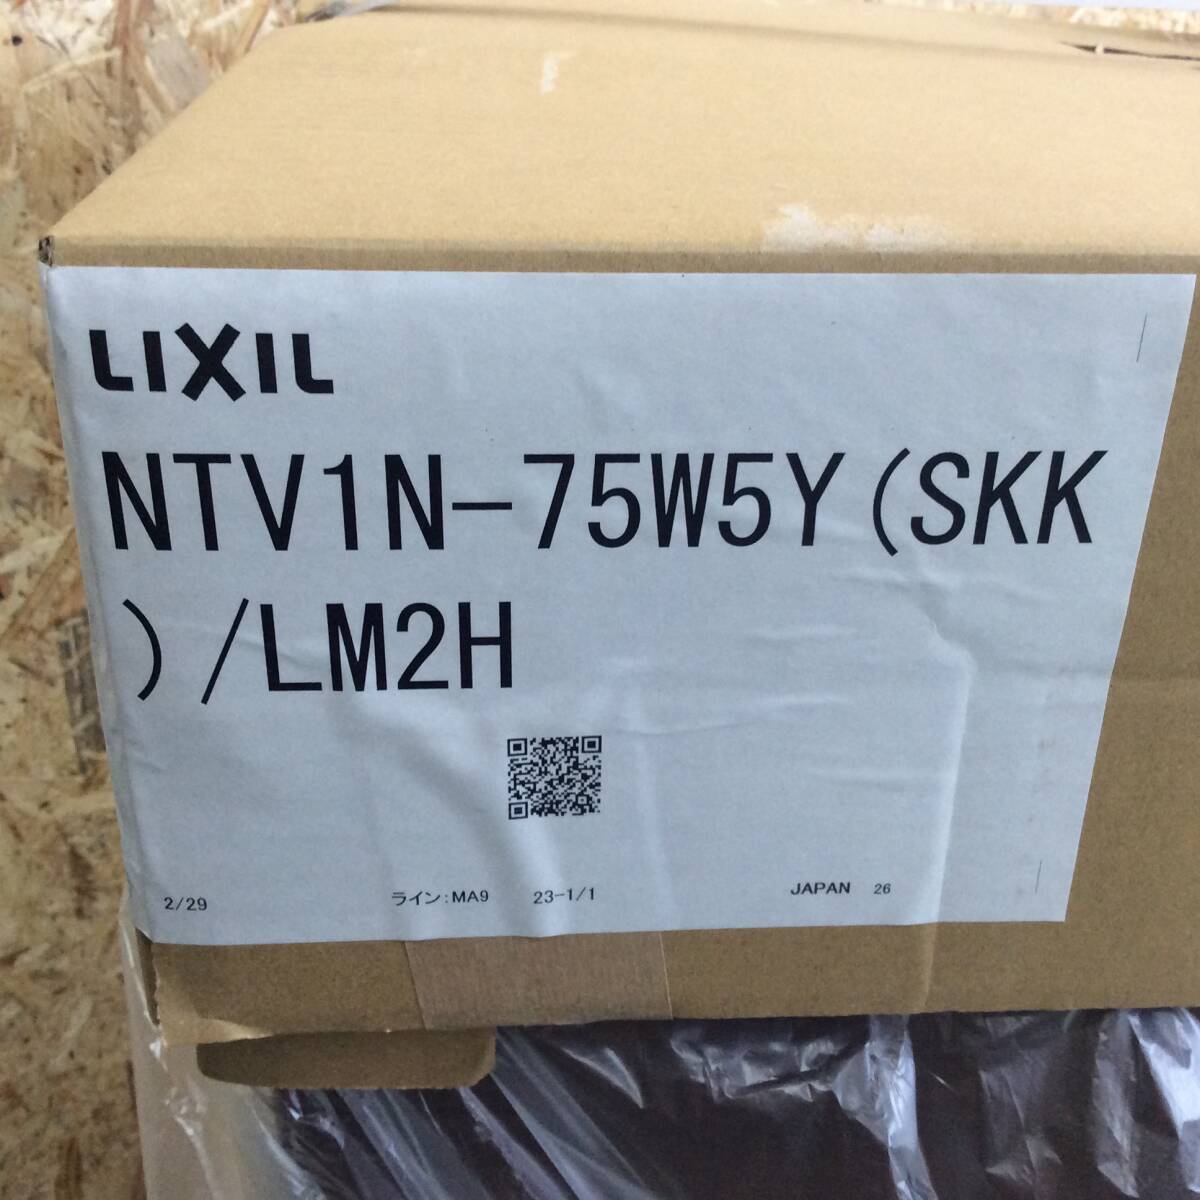 LIXIL
NTV1N-75W5Y(SKK
)/LM2H
2/29 ライン:MA9 23-1/1 JAPAN 26